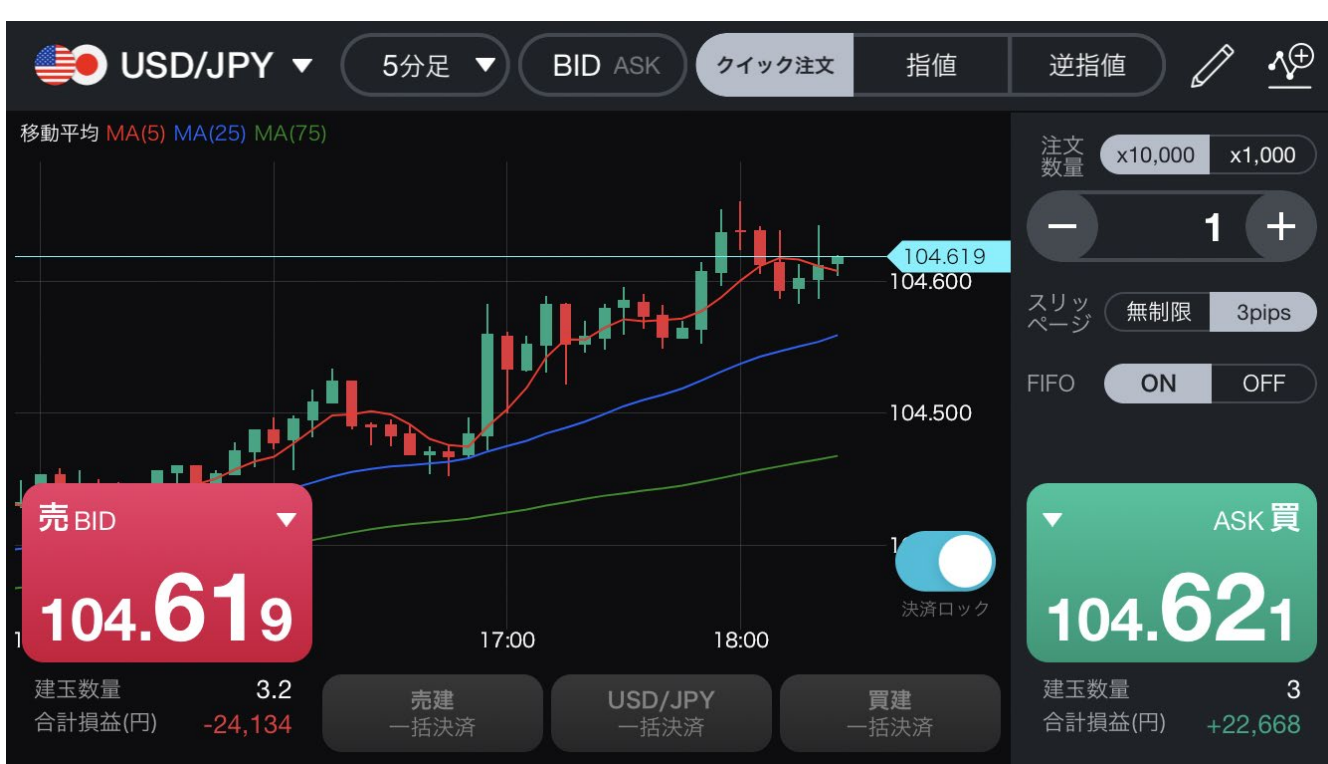 USD/JPY
5分足
BID ASK
クイック注文
指値
逆指値
移動平均 MA(5) MA(25) MA(75)
注文
数量
x10,000
x1,000
1
104.619
104.600
スリッ
ページ
無制限
3pips
FIFO
ON
OFF
104.500
売 BID
104.619
決済ロック
17:00
18:00
ASK 買
104.621
建玉数量
3.2
合計損益(円)
-24,134
売建
一括決済
USD/JPY
一括決済
買建
一括決済
建玉数量
3
合計損益(円)
+22,668